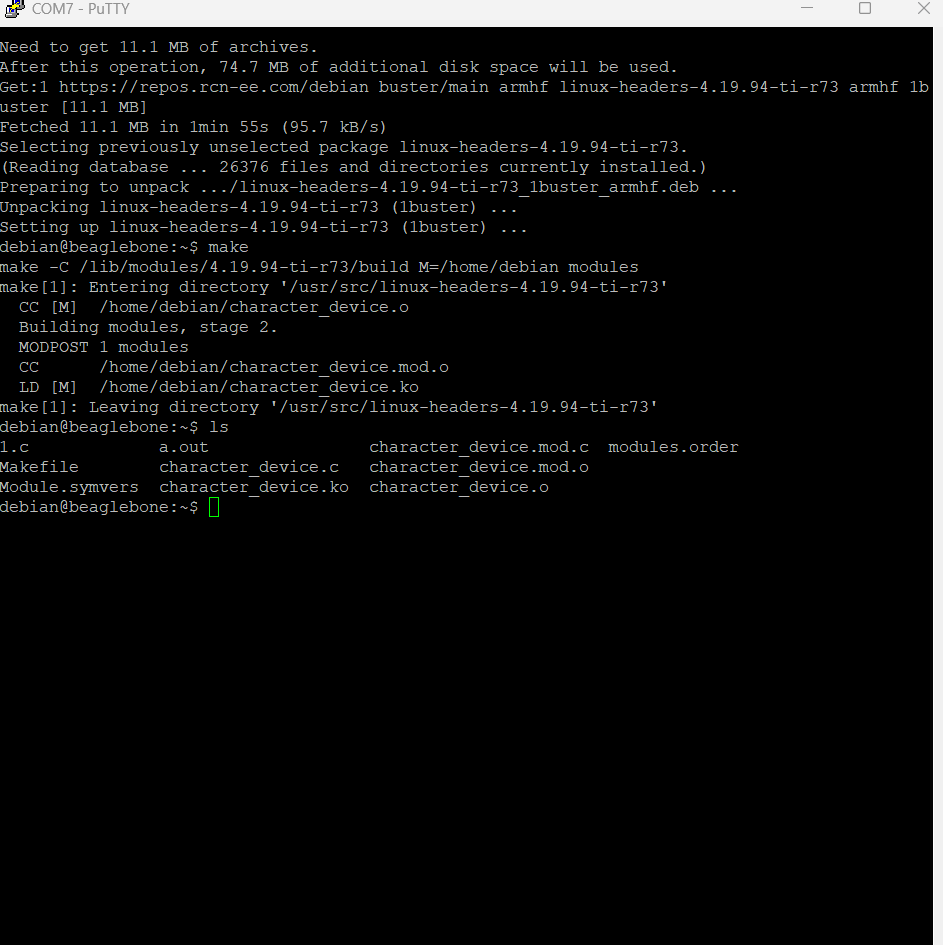 COM7 - PuTTY
Need to get 11.1 MB of archives.
After this operation, 74.7 MB of additional disk space will be used.
Get:1 https://repos.rcn-ee.com/debian buster/main armhf linux-headers-4.19.94-ti-r73 armhf 1b
uster [11.1 MB]
Fetched 11.1 MB in 1min 55s (95.7 kB/s)
Selecting previously unselected package linux-headers-4.19.94-ti-r73.
(Reading database ... 26376 files and directories currently installed.)
Preparing to unpack .../linux-headers-4.19.94-ti-r73_1buster_armhf.deb ...
Unpacking linux-headers-4.19.94-ti-r73 (1buster) ...
Setting up linux-headers-4.19.94-ti-r73 (1buster) ...
debian@beaglebone:~$ make
make -C /lib/modules/4.19.94-ti-r73/build M=/home/debian modules
make[1]: Entering directory '/usr/src/linux-headers-4.19.94-ti-r73'
  CC [M]  /home/debian/character_device.o
  Building modules, stage 2.
  MODPOST 1 modules
  CC      /home/debian/character_device.mod.o
  LD [M]  /home/debian/character_device.ko
make[1]: Leaving directory '/usr/src/linux-headers-4.19.94-ti-r73'
debian@beaglebone:~$ ls
1.c             a.out                character_device.mod.c  modules.order
Makefile        character_device.c   character_device.mod.o
Module.symvers  character_device.ko  character_device.o
debian@beaglebone:~$